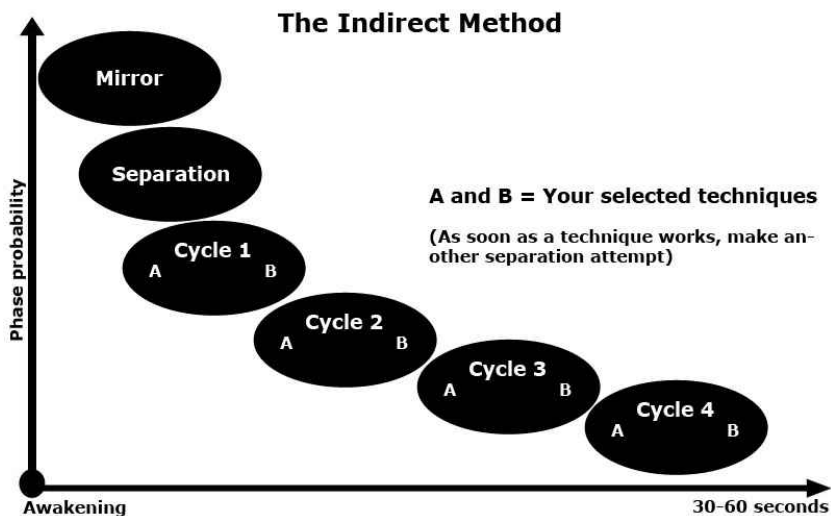 The Indirect Method
Mirror
Separation
Phase probability
A and B = Your selected techniques
(As soon as a technique works, make an-
other separation attempt)
Cycle 1
A B
Cycle 2
A B
Cycle 3
A B
Cycle 4
A B
Awakening
30-60 seconds